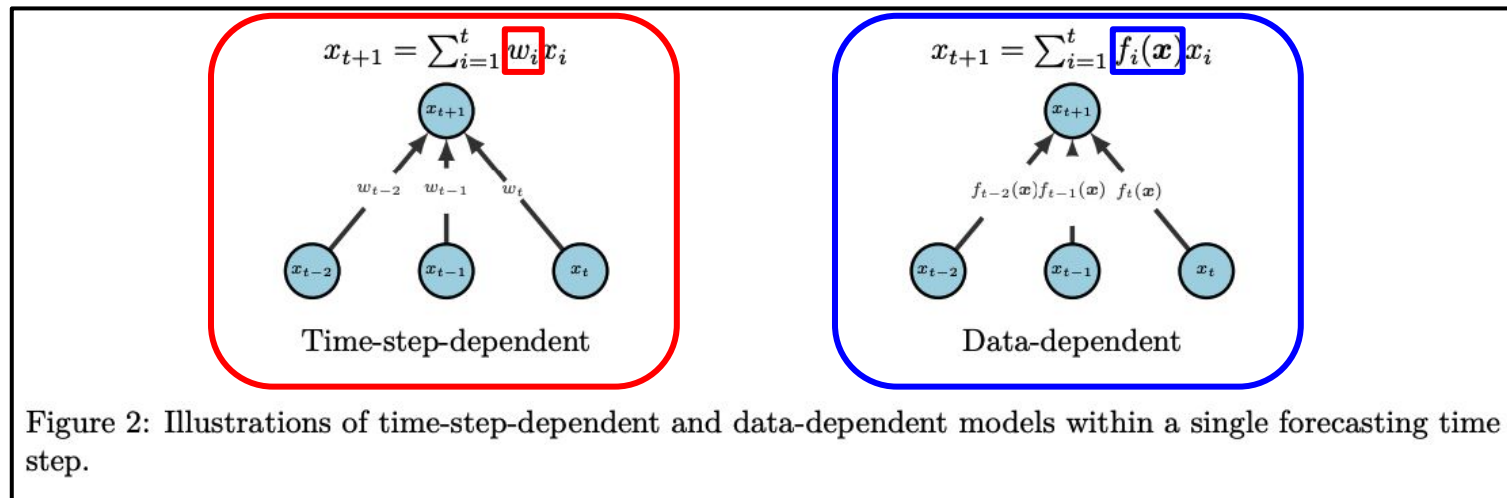 x_{t+1} = \sum_{i=1}^{t} w_i x_i
x_{t+1}
w_{t-2} w_{t-1} w_t
x_{t-2} x_{t-1} x_t
Time-step-dependent
x_{t+1} = \sum_{i=1}^{t} f_i(x) x_i
x_{t+1}
f_{t-2}(x) f_{t-1}(x) f_t(x)
x_{t-2} x_{t-1} x_t
Data-dependent
Figure 2: Illustrations of time-step-dependent and data-dependent models within a single forecasting time
step.